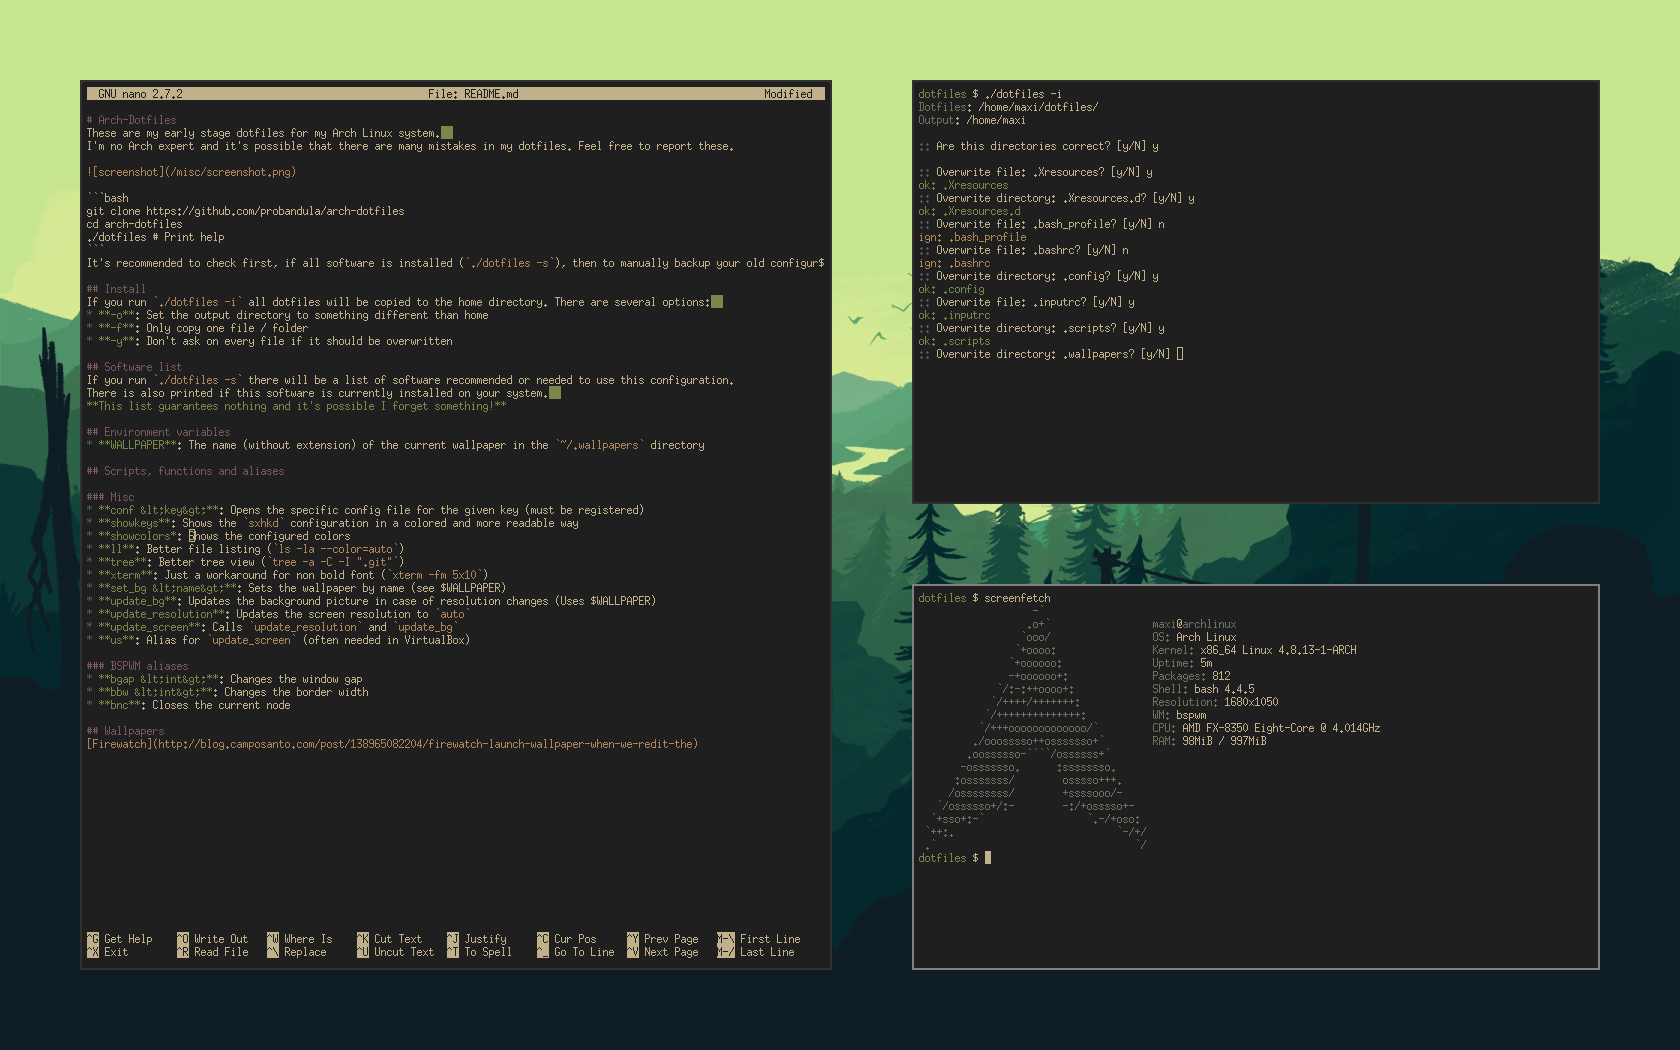 GNU nano 2.7.2 File: README.md Modified
# Arch-Dotfiles
These are my early stage dotfiles for my Arch Linux system.
I'm no Arch expert and it's possible that there are many mistakes in my dotfiles. Feel free to report these.
![screenshot](/misc/screenshot.png)
```bash
git clone https://github.com/probandula/arch-dotfiles
cd arch-dotfiles
./dotfiles # Print help
```
It's recommended to check first, if all software is installed (`./dotfiles -s`), then to manually backup your old configur$
## Install
If you run `./dotfiles -i` all dotfiles will be copied to the home directory. There are several options:
* **-o**: Set the output directory to something different than home
* **-f**: Only copy one file / folder
* **-y**: Don't ask on every file if it should be overwritten
## Software list
If you run `./dotfiles -s` there will be a list of software recommended or needed to use this configuration.
There is also printed if this software is currently installed on your system.
**This list guarantees nothing and it's possible I forget something!**
## Environment variables
* **WALLPAPER**: The name (without extension) of the current wallpaper in the `~/.wallpapers` directory
## Scripts, functions and aliases
### Misc
* **conf &lt;key&gt;**: Opens the specific config file for the given key (must be registered)
* **showkeys**: Shows the `sxhkd` configuration in a colored and more readable way
* **showcolors*: Shows the configured colors
* **ll**: Better file listing (`ls -la --color=auto`)
* **tree**: Better tree view (`tree -a -C -I ".git"`)
* **xterm**: Just a workaround for non bold font (`xterm -fm 5x10`)
* **set_bg &lt;name&gt;**: Sets the wallpaper by name (see $WALLPAPER)
* **update_bg**: Updates the background picture in case of resolution changes (Uses $WALLPAPER)
* **update_resolution**: Updates the screen resolution to `auto`
* **update_screen**: Calls `update_resolution` and `update_bg`
* **us**: Alias for `update_screen` (often needed in VirtualBox)
### BSPWM aliases
* **bgap &lt;int&gt;**: Changes the window gap
* **bbw &lt;int&gt;**: Changes the border width
* **bnc**: Closes the current node
## Wallpapers
[Firewatch](http://blog.camposanto.com/post/138965082204/firewatch-launch-wallpaper-when-we-redit-the)
^G Get Help ^O Write Out ^W Where Is ^K Cut Text ^J Justify ^C Cur Pos ^Y Prev Page M-\ First Line
^X Exit ^R Read File ^\ Replace ^U Uncut Text ^T To Spell ^_ Go To Line ^V Next Page M-/ Last Line
dotfiles $ ./dotfiles -i
Dotfiles: /home/maxi/dotfiles/
Output: /home/maxi
:: Are this directories correct? [y/N] y
:: Overwrite file: .Xresources? [y/N] y
ok: .Xresources
:: Overwrite directory: .Xresources.d? [y/N] y
ok: .Xresources.d
:: Overwrite file: .bash_profile? [y/N] n
ign: .bash_profile
:: Overwrite file: .bashrc? [y/N] n
ign: .bashrc
:: Overwrite directory: .config? [y/N] y
ok: .config
:: Overwrite file: .inputrc? [y/N] y
ok: .inputrc
:: Overwrite directory: .scripts? [y/N] y
ok: .scripts
:: Overwrite directory: .wallpapers? [y/N]
dotfiles $ screenfetch
-`
.o+`
`ooo/
`+oooo:
`+oooooo:
-+oooooo+:
`/:-:++oooo+:
`/++++/+++++++:
`/++++++++++++++:
`/+++ooooooooooooo/`
./ooosssso++osssssso+`
.oossssso-````/ossssss+`
-osssssso. :ssssssso.
:osssssss/ osssso+++.
/ossssssss/ +ssssooo/-
`/ossssso+/:- -:/+osssso+-
`+sso+:-` `.-/+oso:
`++:. `-/+/
.` `/
maxi@archlinux
OS: Arch Linux
Kernel: x86_64 Linux 4.8.13-1-ARCH
Uptime: 5m
Packages: 812
Shell: bash 4.4.5
Resolution: 1680x1050
WM: bspwm
CPU: AMD FX-8350 Eight-Core @ 4.014GHz
RAM: 98MiB / 997MiB
dotfiles $